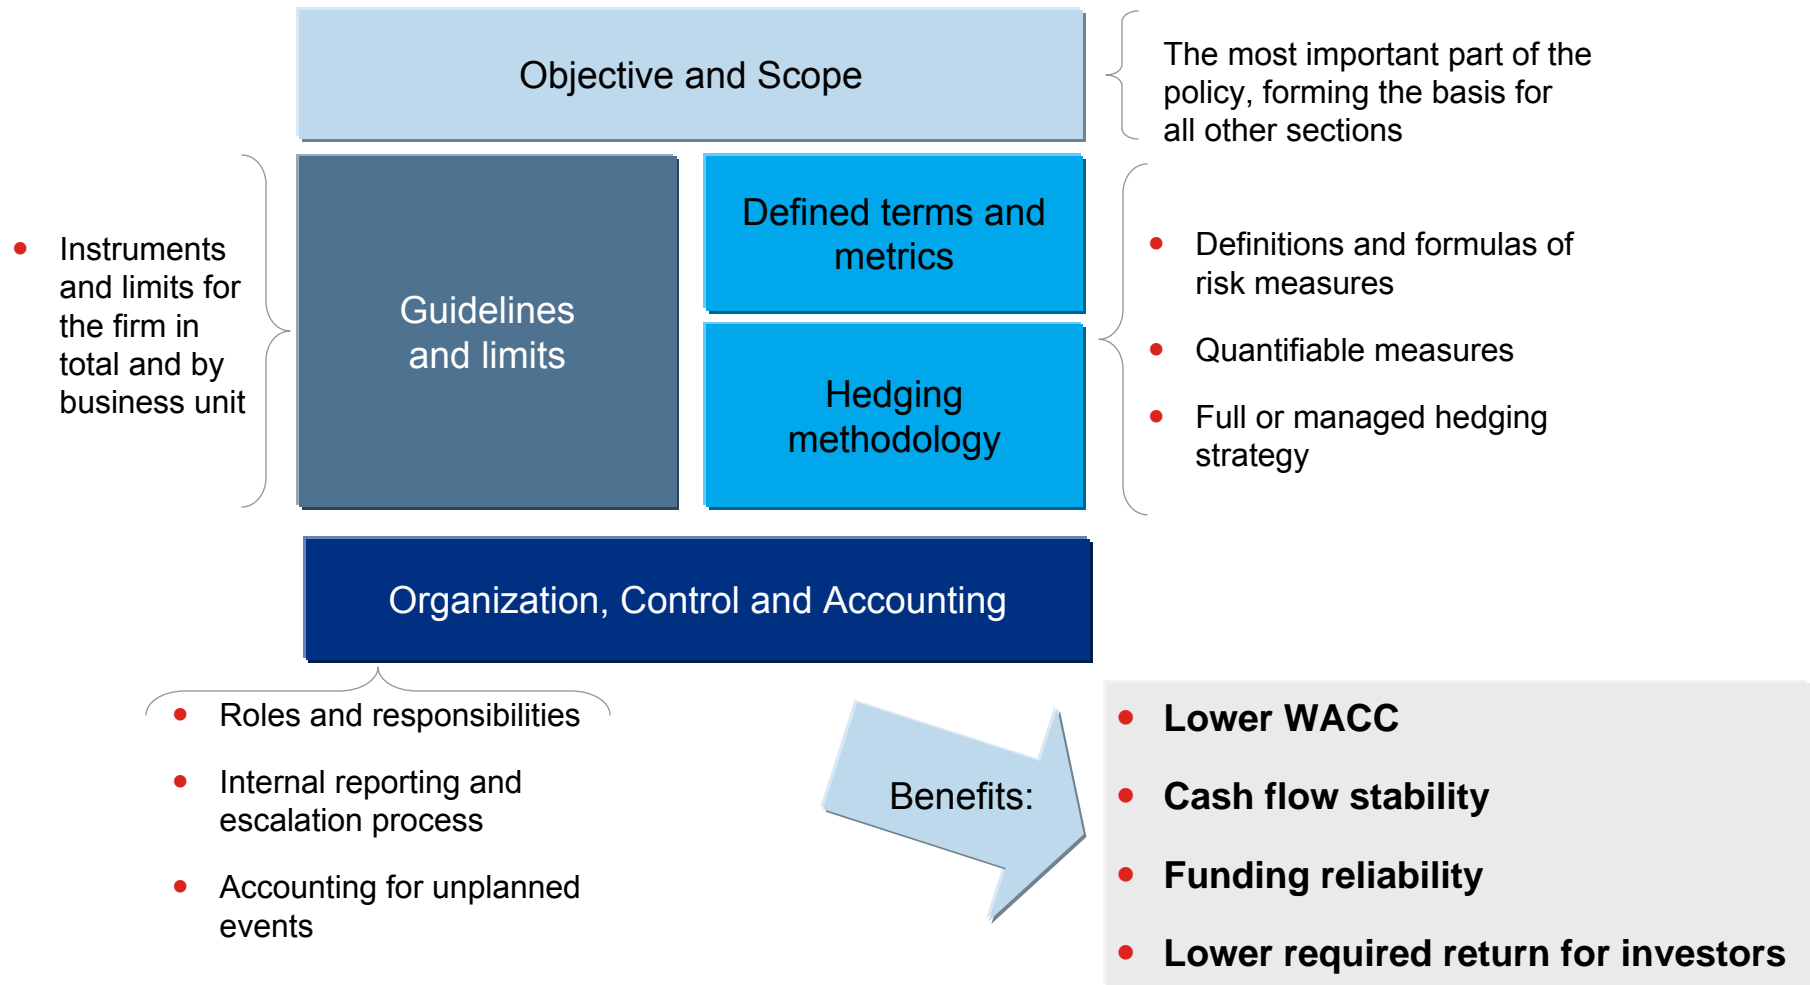 Objective and Scope
The most important part of the
policy, forming the basis for
all other sections
• Instruments
and limits for
the firm in
total and by
business unit
Guidelines
and limits
Defined terms and
metrics
Hedging
methodology
• Definitions and formulas of
risk measures
• Quantifiable measures
• Full or managed hedging
strategy
Organization, Control and Accounting
• Roles and responsibilities
• Internal reporting and
escalation process
• Accounting for unplanned
events
Benefits:
• Lower WACC
• Cash flow stability
• Funding reliability
• Lower required return for investors